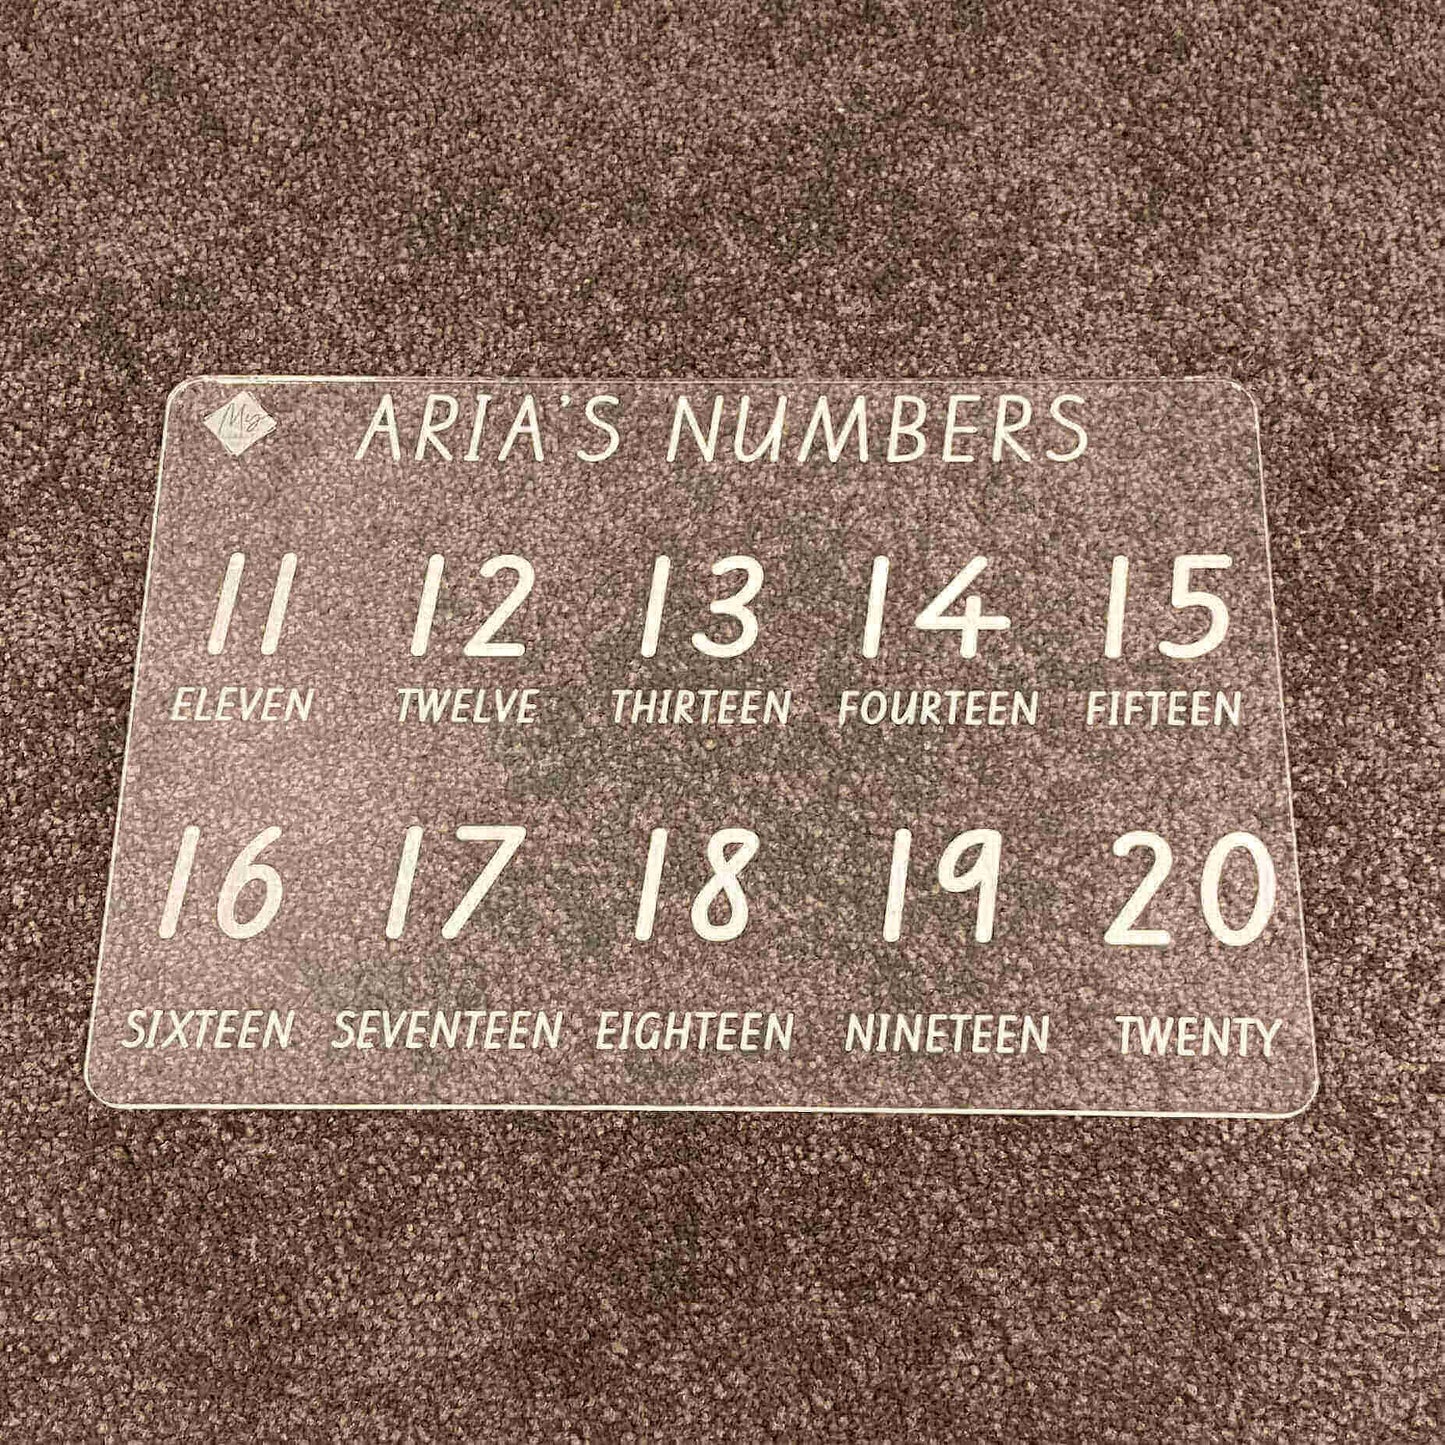 ARIA'S NUMBERS
11 12 13 14 15
ELEVEN TWELVE THIRTEEN FOURTEEN FIFTEEN
16 17 18 19 20
SIXTEEN SEVENTEEN EIGHTEEN NINETEEN TWENTY